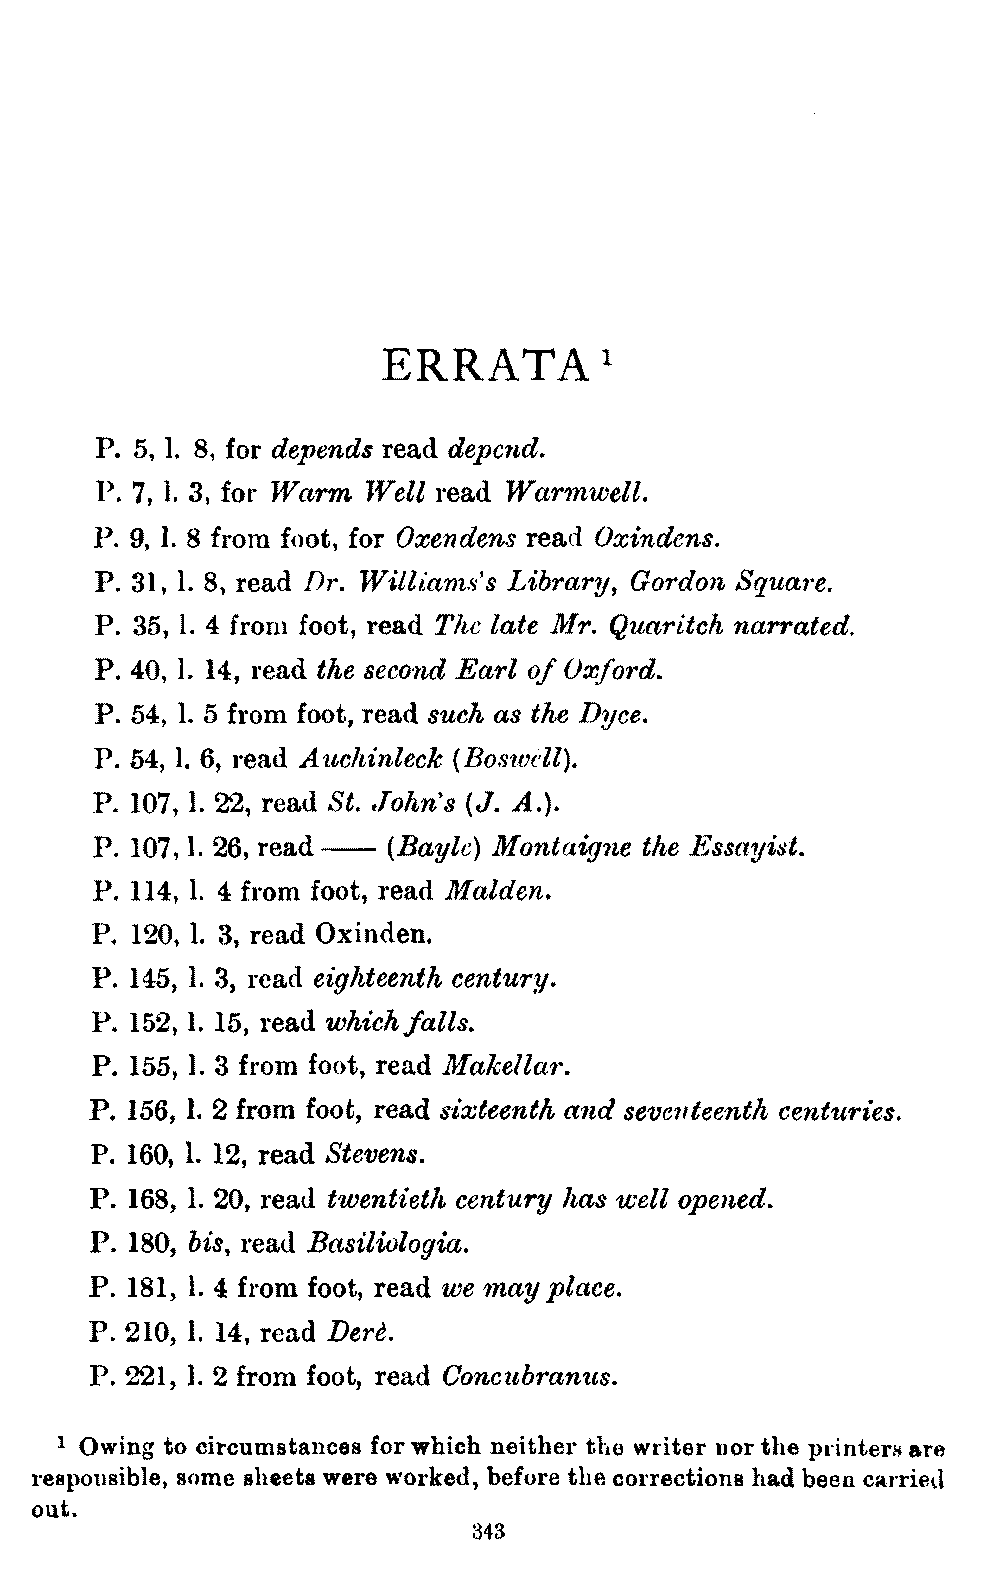 ERRATA ¹
P. 5, l. 8, for depends read depend.
P. 7, l. 3, for Warm Well read Warmwell.
P. 9, l. 8 from foot, for Oxendens read Oxindens.
P. 31, l. 8, read Dr. Williams's Library, Gordon Square.
P. 35, l. 4 from foot, read The late Mr. Quaritch narrated.
P. 40, l. 14, read the second Earl of Oxford.
P. 54, l. 5 from foot, read such as the Dyce.
P. 54, l. 6, read Auchinleck (Boswell).
P. 107, l. 22, read St. John's (J. A.).
P. 107, l. 26, read —— (Bayle) Montaigne the Essayist.
P. 114, l. 4 from foot, read Malden.
P. 120, l. 3, read Oxinden.
P. 145, l. 3, read eighteenth century.
P. 152, l. 15, read which falls.
P. 155, l. 3 from foot, read Makellar.
P. 156, l. 2 from foot, read sixteenth and seventeenth centuries.
P. 160, l. 12, read Stevens.
P. 168, l. 20, read twentieth century has well opened.
P. 180, bis, read Basiliologia.
P. 181, l. 4 from foot, read we may place.
P. 210, l. 14, read Derè.
P. 221, l. 2 from foot, read Concubranus.
¹ Owing to circumstances for which neither the writer nor the printers are
responsible, some sheets were worked, before the corrections had been carried
out.
343